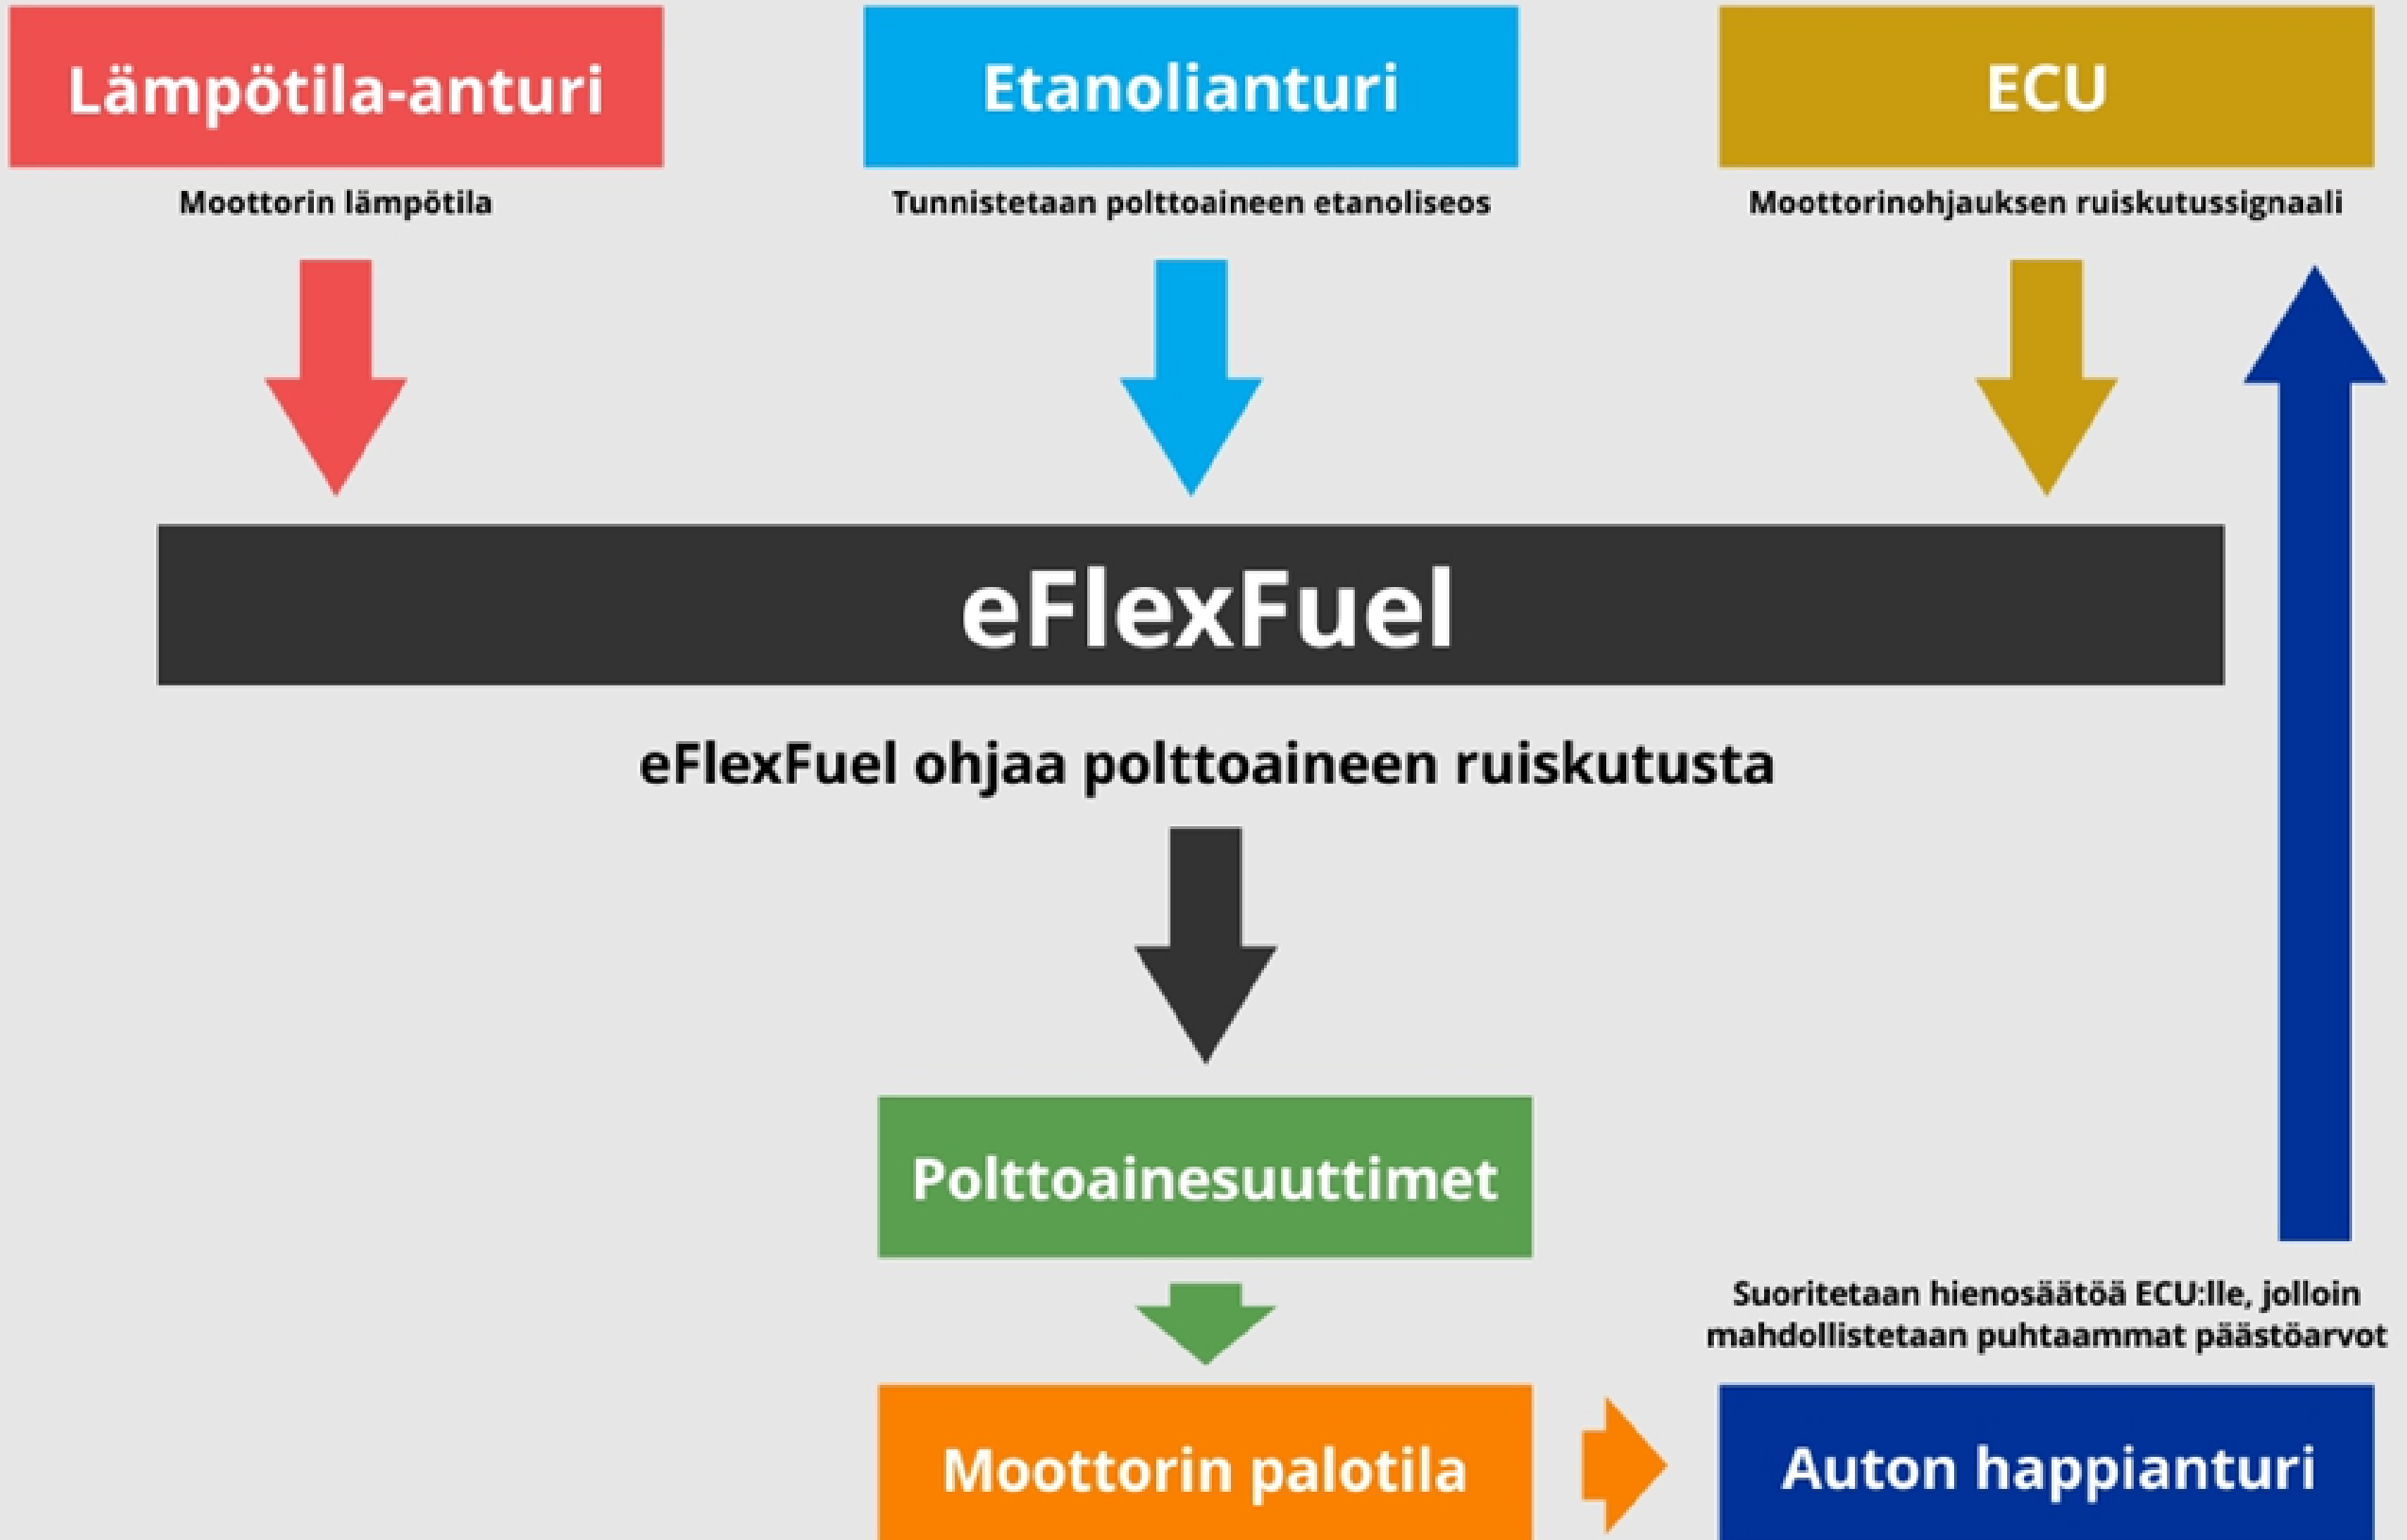 Lämpötila-anturi
Etanolianturi
ECU
Moottorin lämpötila
Tunnistetaan polttoaineen etanoliseos
Moottorinohjauksen ruiskutussignaali
eFlexFuel
eFlexFuel ohjaa polttoaineen ruiskutusta
Polttoainesuuttimet
Suoritetaan hienosäätöä ECU:lle, jolloin
mahdollistetaan puhtaammat päästöarvot
Moottorin palotila
Auton happianturi